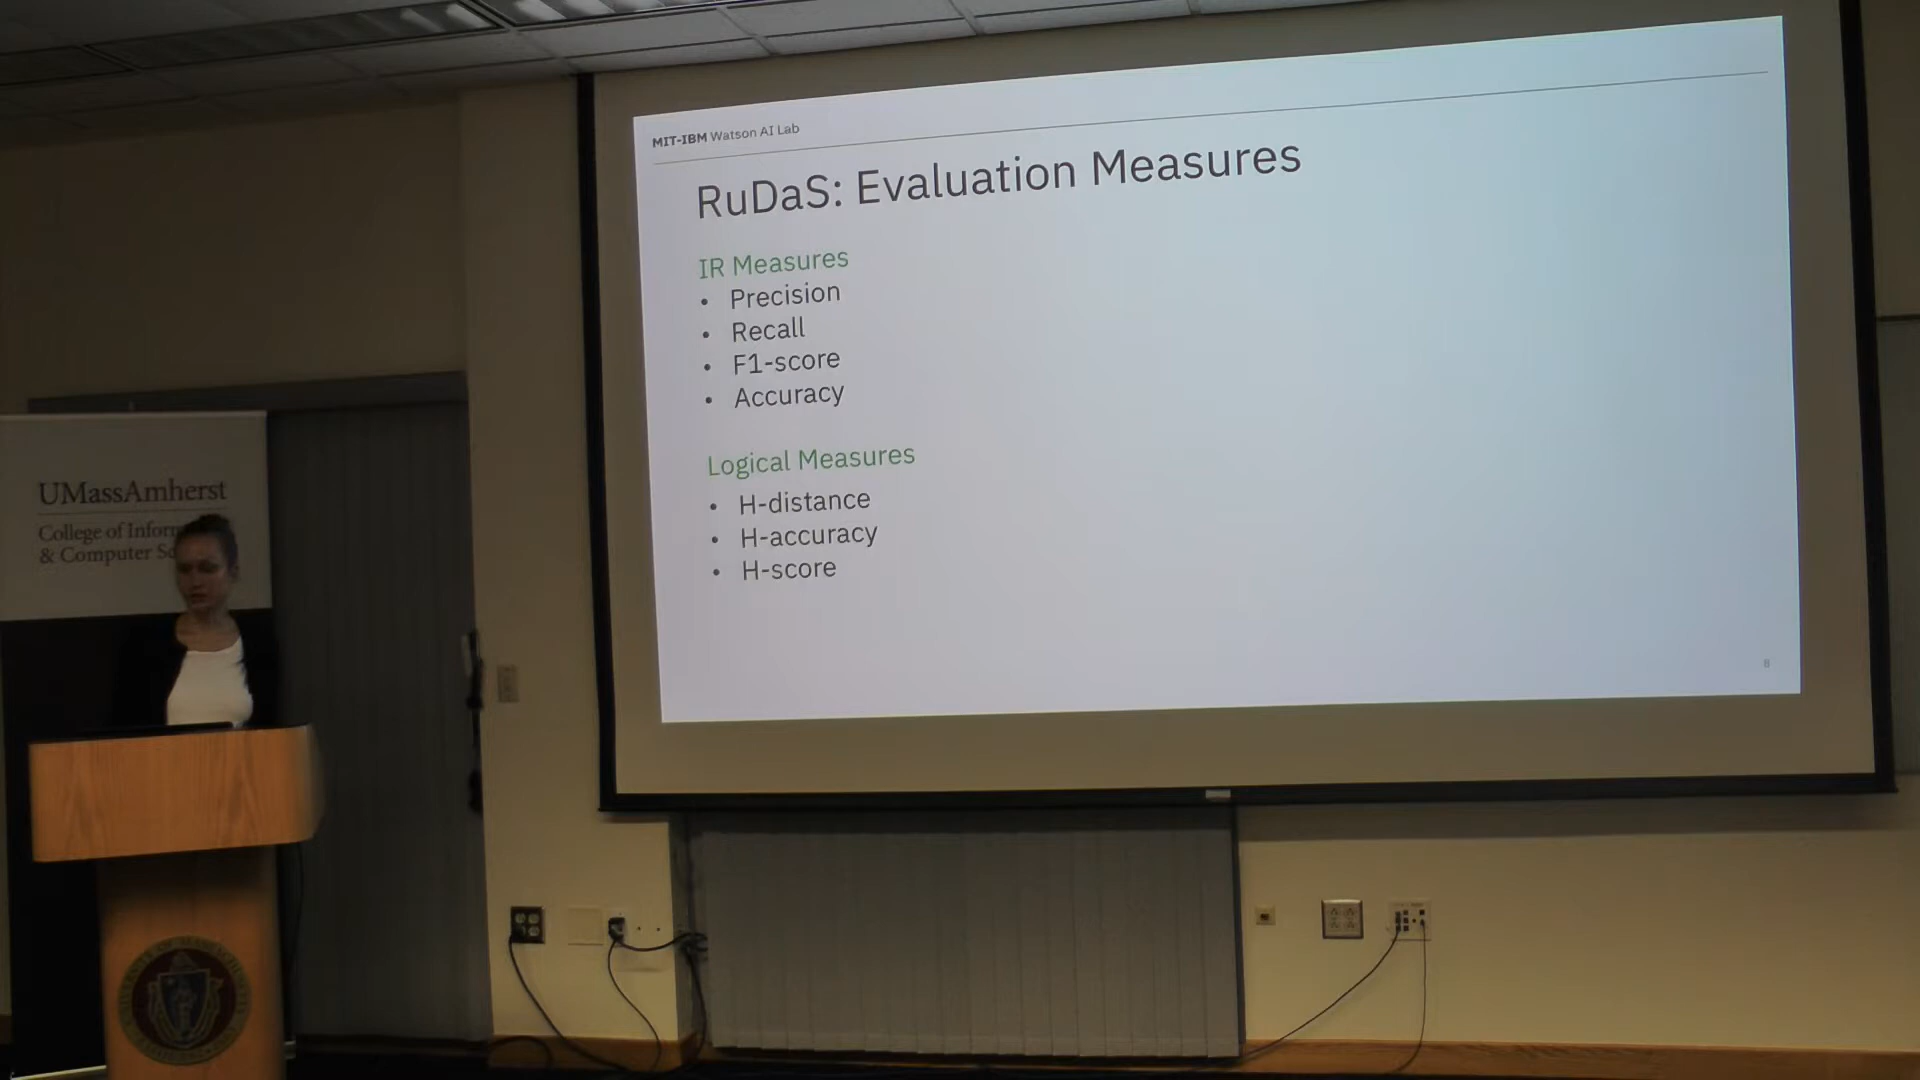 MIT-IBM Watson AI Lab
RuDaS: Evaluation Measures
IR Measures
• Precision
• Recall
• F1-score
• Accuracy
Logical Measures
• H-distance
• H-accuracy
• H-score
8
UMassAmherst
College of Inform
& Computer Sc